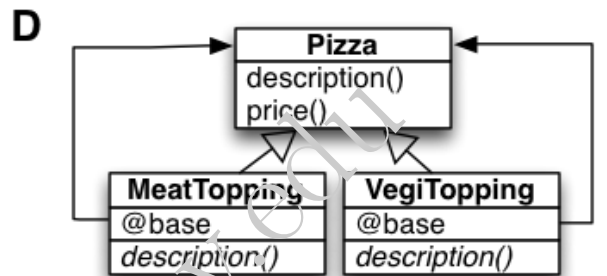 D
Pizza
description()
price()
MeatTopping
@base
description()
VegiTopping
@base
description()